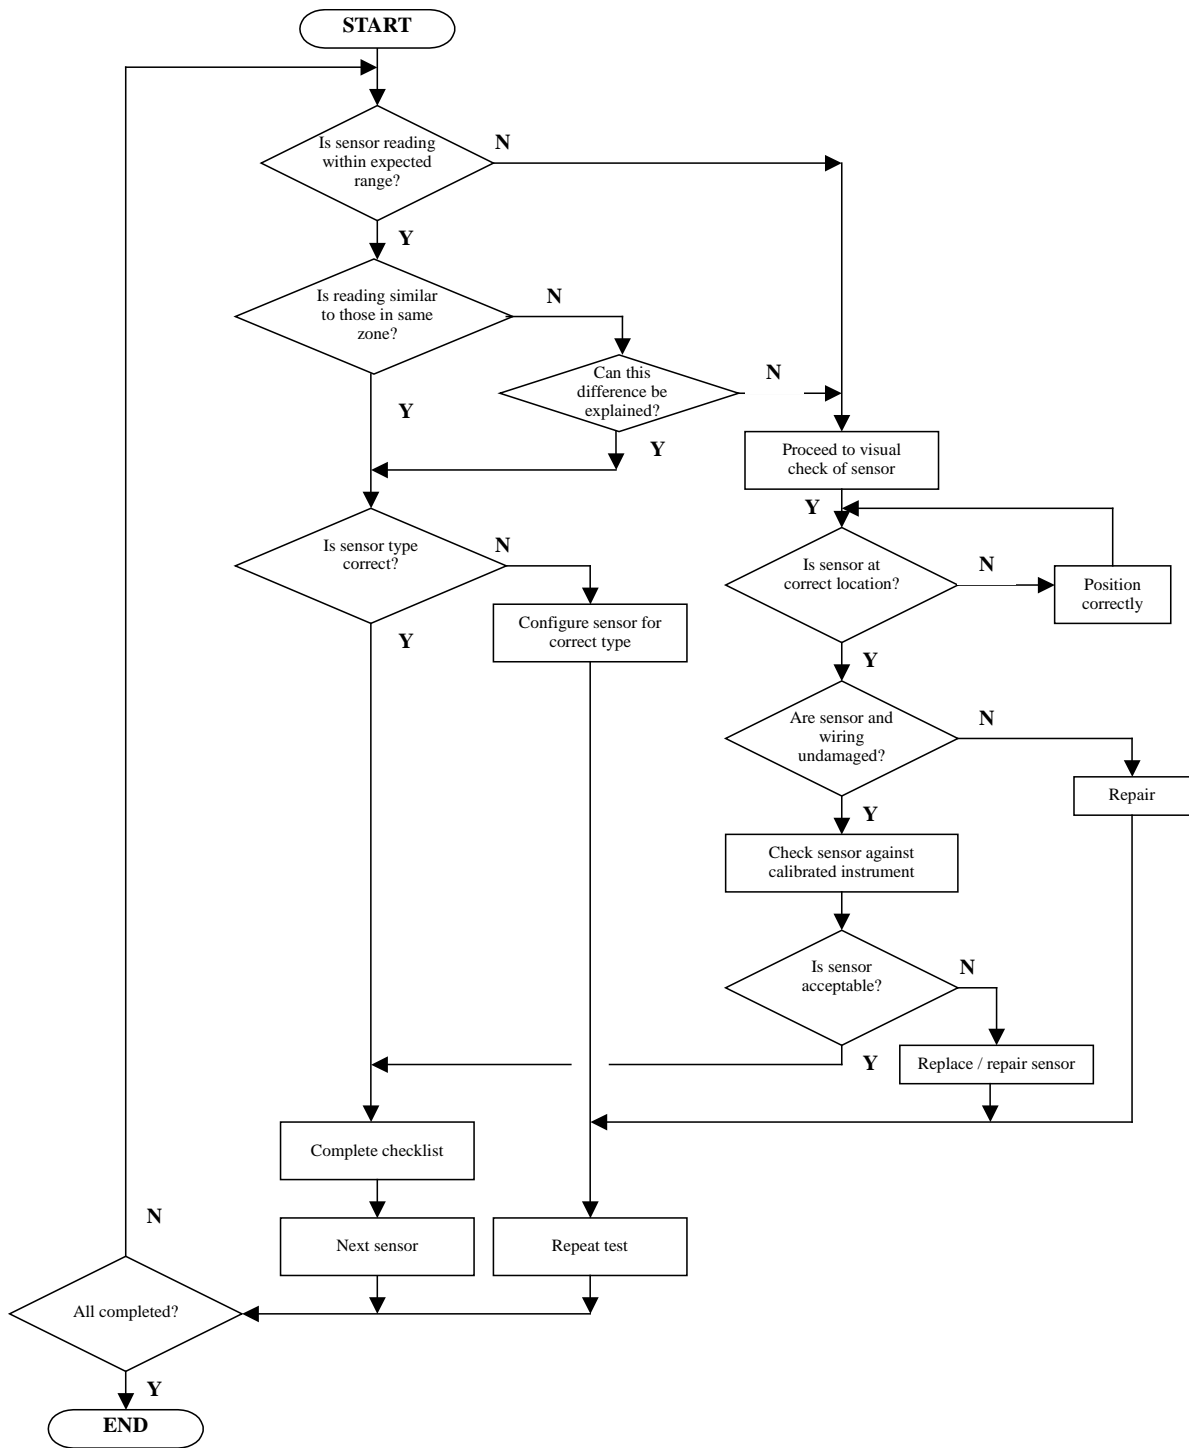 START
Is sensor reading
within expected
range?
N
Y
Is reading similar
to those in same
zone?
N
Can this
difference be
explained?
N
Y
Y
Proceed to visual
check of sensor
Y
Is sensor type
correct?
N
Is sensor at
correct location?
N
Position
correctly
Configure sensor for
correct type
Y
Y
Are sensor and
wiring
undamaged?
N
Repair
Y
Check sensor against
calibrated instrument
Is sensor
acceptable?
N
Y
Replace / repair sensor
Complete checklist
N
Next sensor
Repeat test
All completed?
Y
END